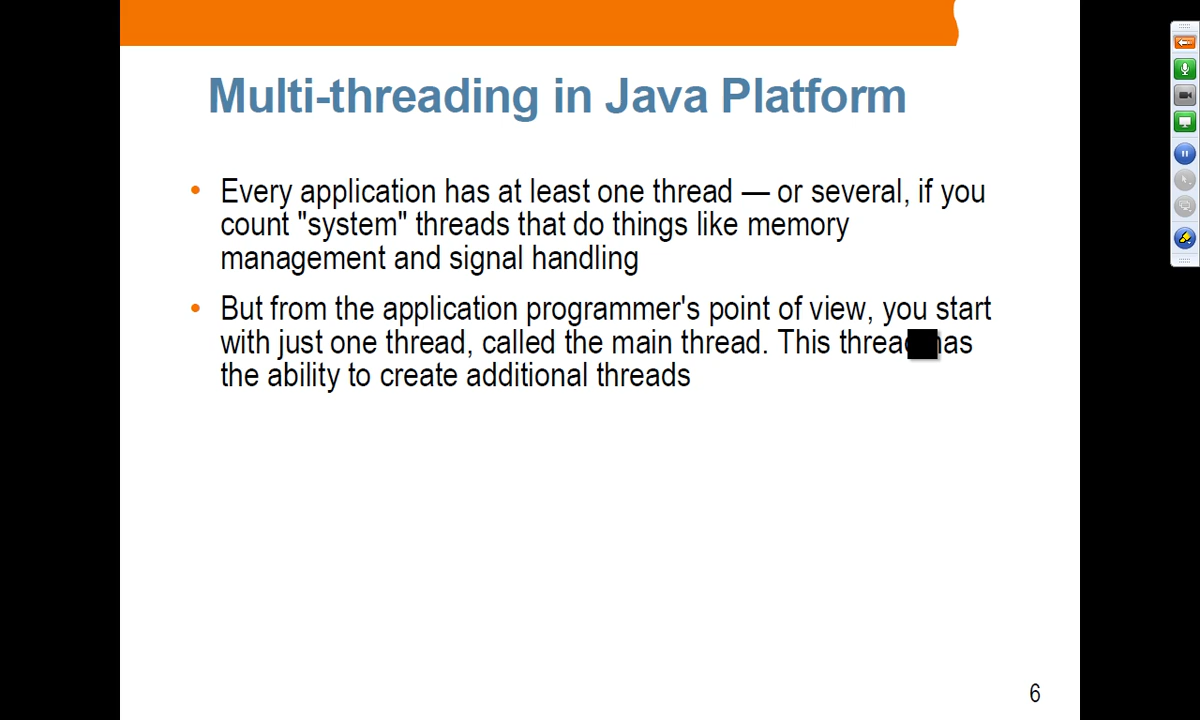 Multi-threading in Java Platform
• Every application has at least one thread — or several, if you
count "system" threads that do things like memory
management and signal handling
• But from the application programmer's point of view, you start
with just one thread, called the main thread. This thread has
the ability to create additional threads
6